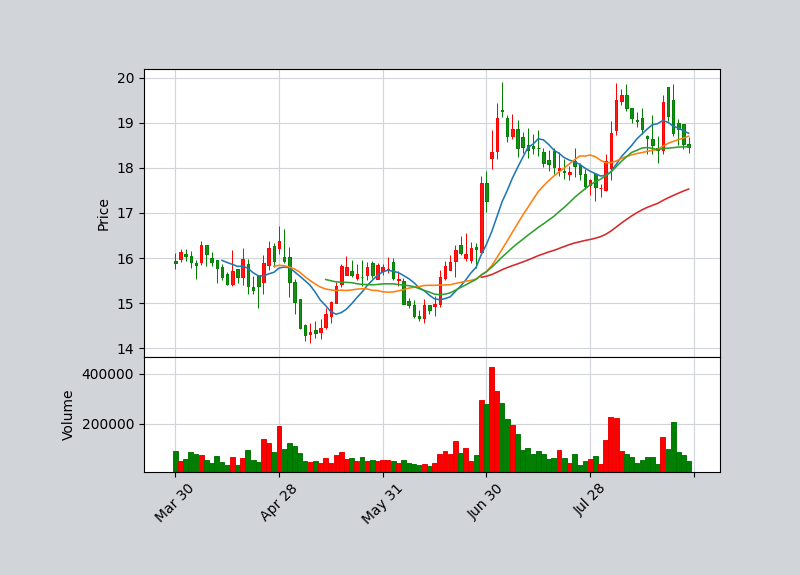 20
19
18
17
16
15
14
Price
400000
200000
Volume
Mar 30
Apr 28
May 31
Jun 30
Jul 28